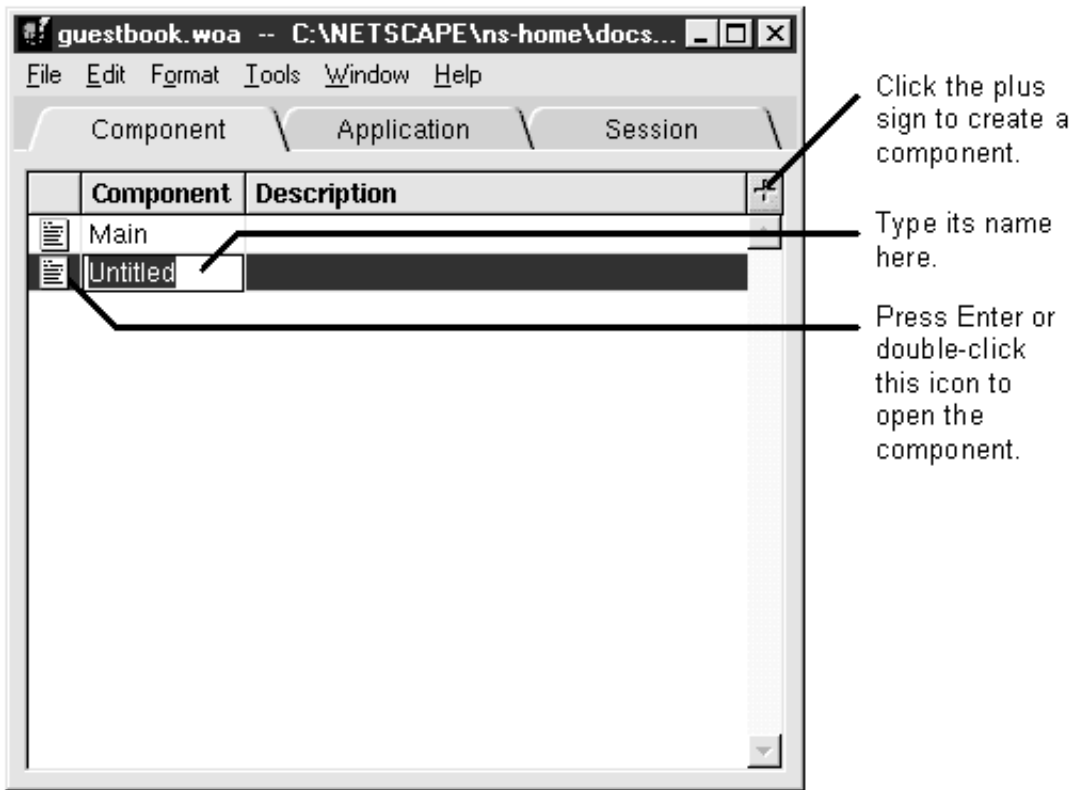 guestbook.woa -- C:\NETSCAPE\ns-home\docs...
File Edit Format Tools Window Help
Component Application Session
Component Description
Main
Untitled
Click the plus
sign to create a
component.
Type its name
here.
Press Enter or
double-click
this icon to
open the
component.